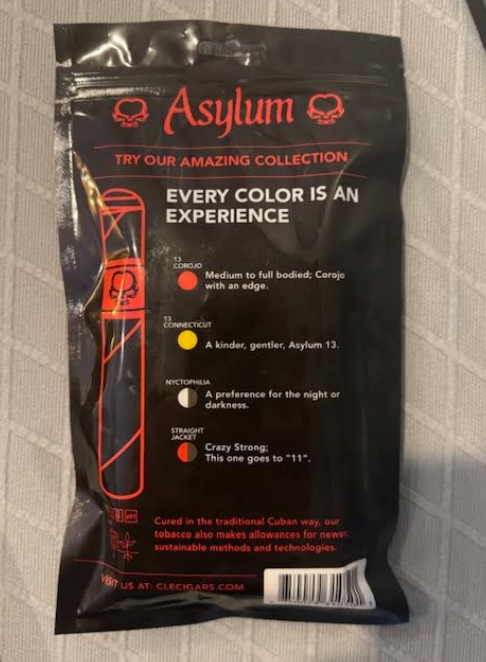 Asylum
TRY OUR AMAZING COLLECTION
EVERY COLOR IS AN
EXPERIENCE
13
COROJO
Medium to full bodied; Corojo
with an edge.
13
CONNECTICUT
A kinder, gentler, Asylum 13.
NYCTOPHILIA
A preference for the night or
darkness.
STRAIGHT
JACKET
Crazy Strong;
This one goes to "11".
Cured in the traditional Cuban way, our
tobacco also makes allowances for newer
sustainable methods and technologies.
VISIT US AT: CLECIGARS.COM